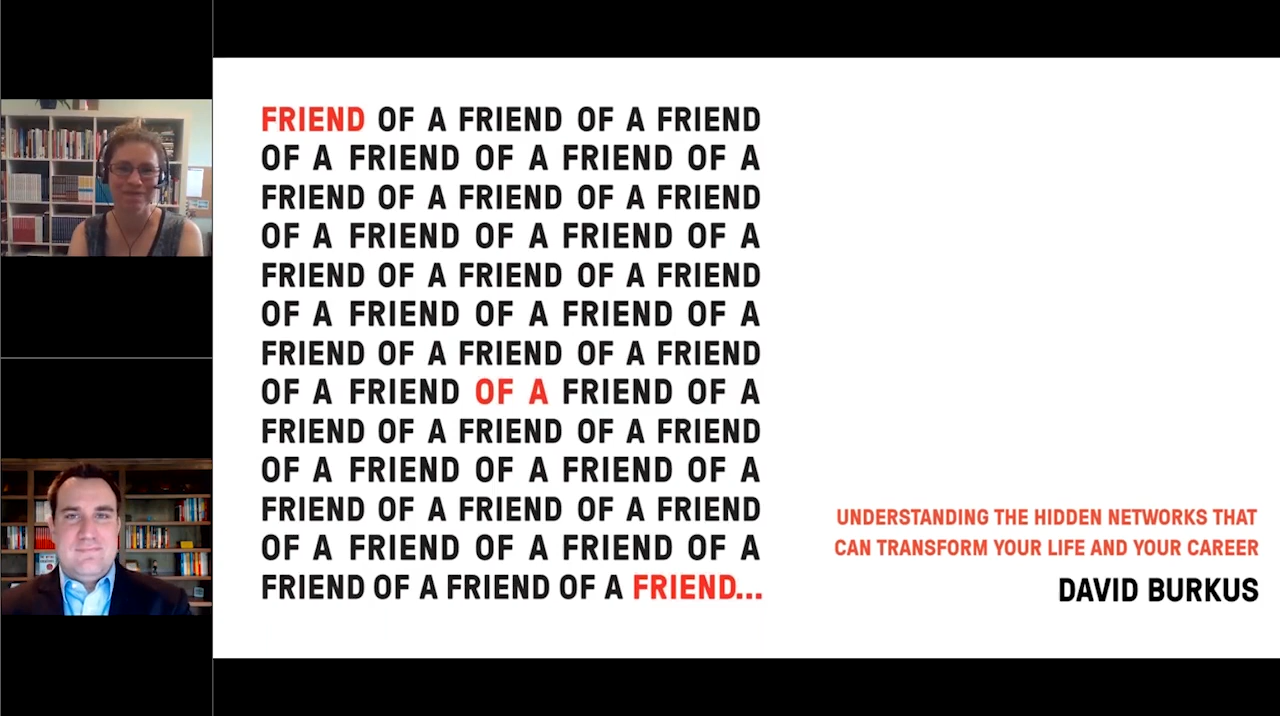 FRIEND OF A FRIEND OF A FRIEND
OF A FRIEND OF A FRIEND OF A
FRIEND OF A FRIEND OF A FRIEND
OF A FRIEND OF A FRIEND OF A
FRIEND OF A FRIEND OF A FRIEND
OF A FRIEND OF A FRIEND OF A
FRIEND OF A FRIEND OF A FRIEND
OF A FRIEND OF A FRIEND OF A
FRIEND OF A FRIEND OF A FRIEND
OF A FRIEND OF A FRIEND OF A
FRIEND OF A FRIEND OF A FRIEND
OF A FRIEND OF A FRIEND OF A
FRIEND OF A FRIEND OF A FRIEND...
UNDERSTANDING THE HIDDEN NETWORKS THAT
CAN TRANSFORM YOUR LIFE AND YOUR CAREER
DAVID BURKUS